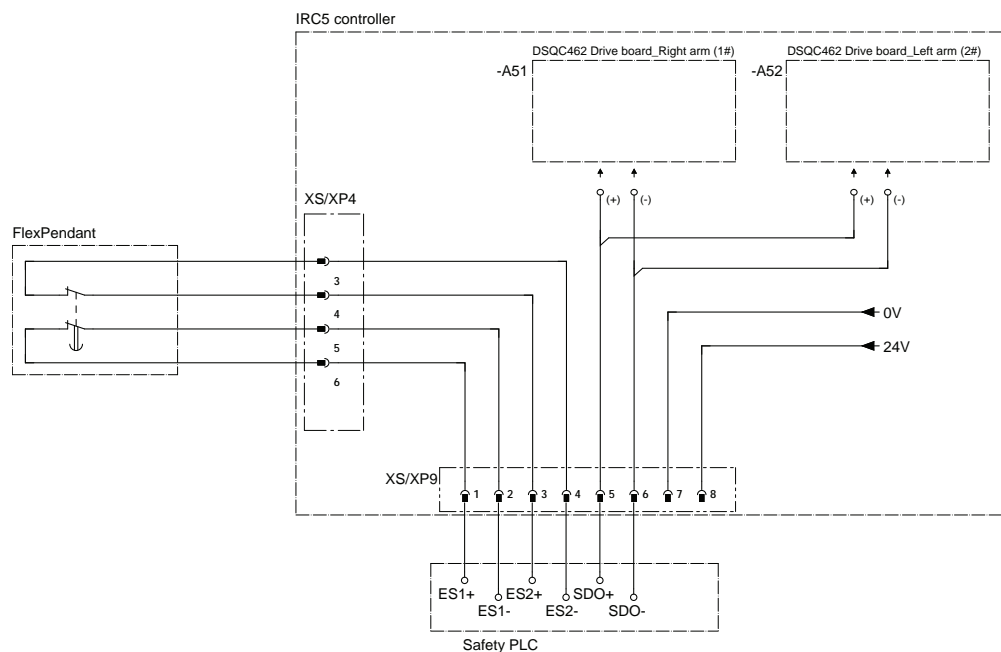 IRC5 controller
DSQC462 Drive board_Right arm (1#)
DSQC462 Drive board_Left arm (2#)
-A51
-A52
XS/XP4
(+)
(-)
(+)
(-)
FlexPendant
3
4
0V
5
24V
6
XS/XP9
1
2
3
4
5
6
7
8
ES1+
ES2+
SDO+
ES1-
ES2-
SDO-
Safety PLC